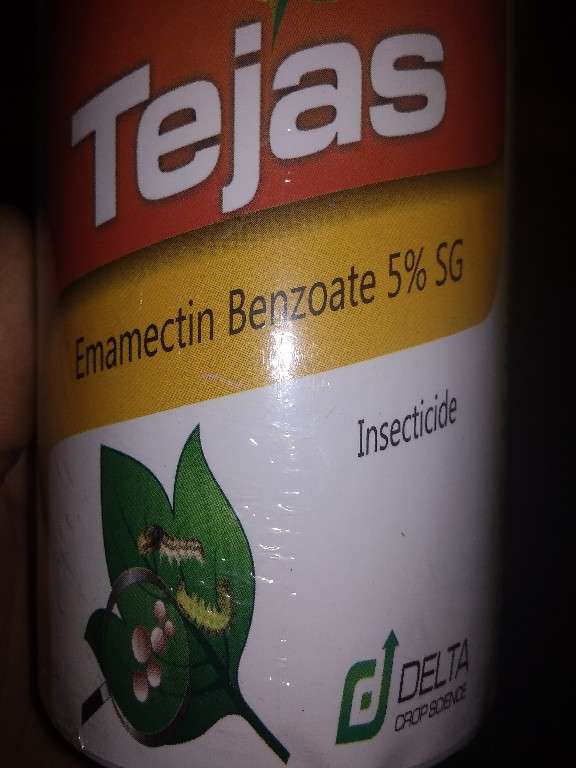 Tejas
Emamectin Benzoate 5% SG
Insecticide
DELTA
CROP SCIENCE